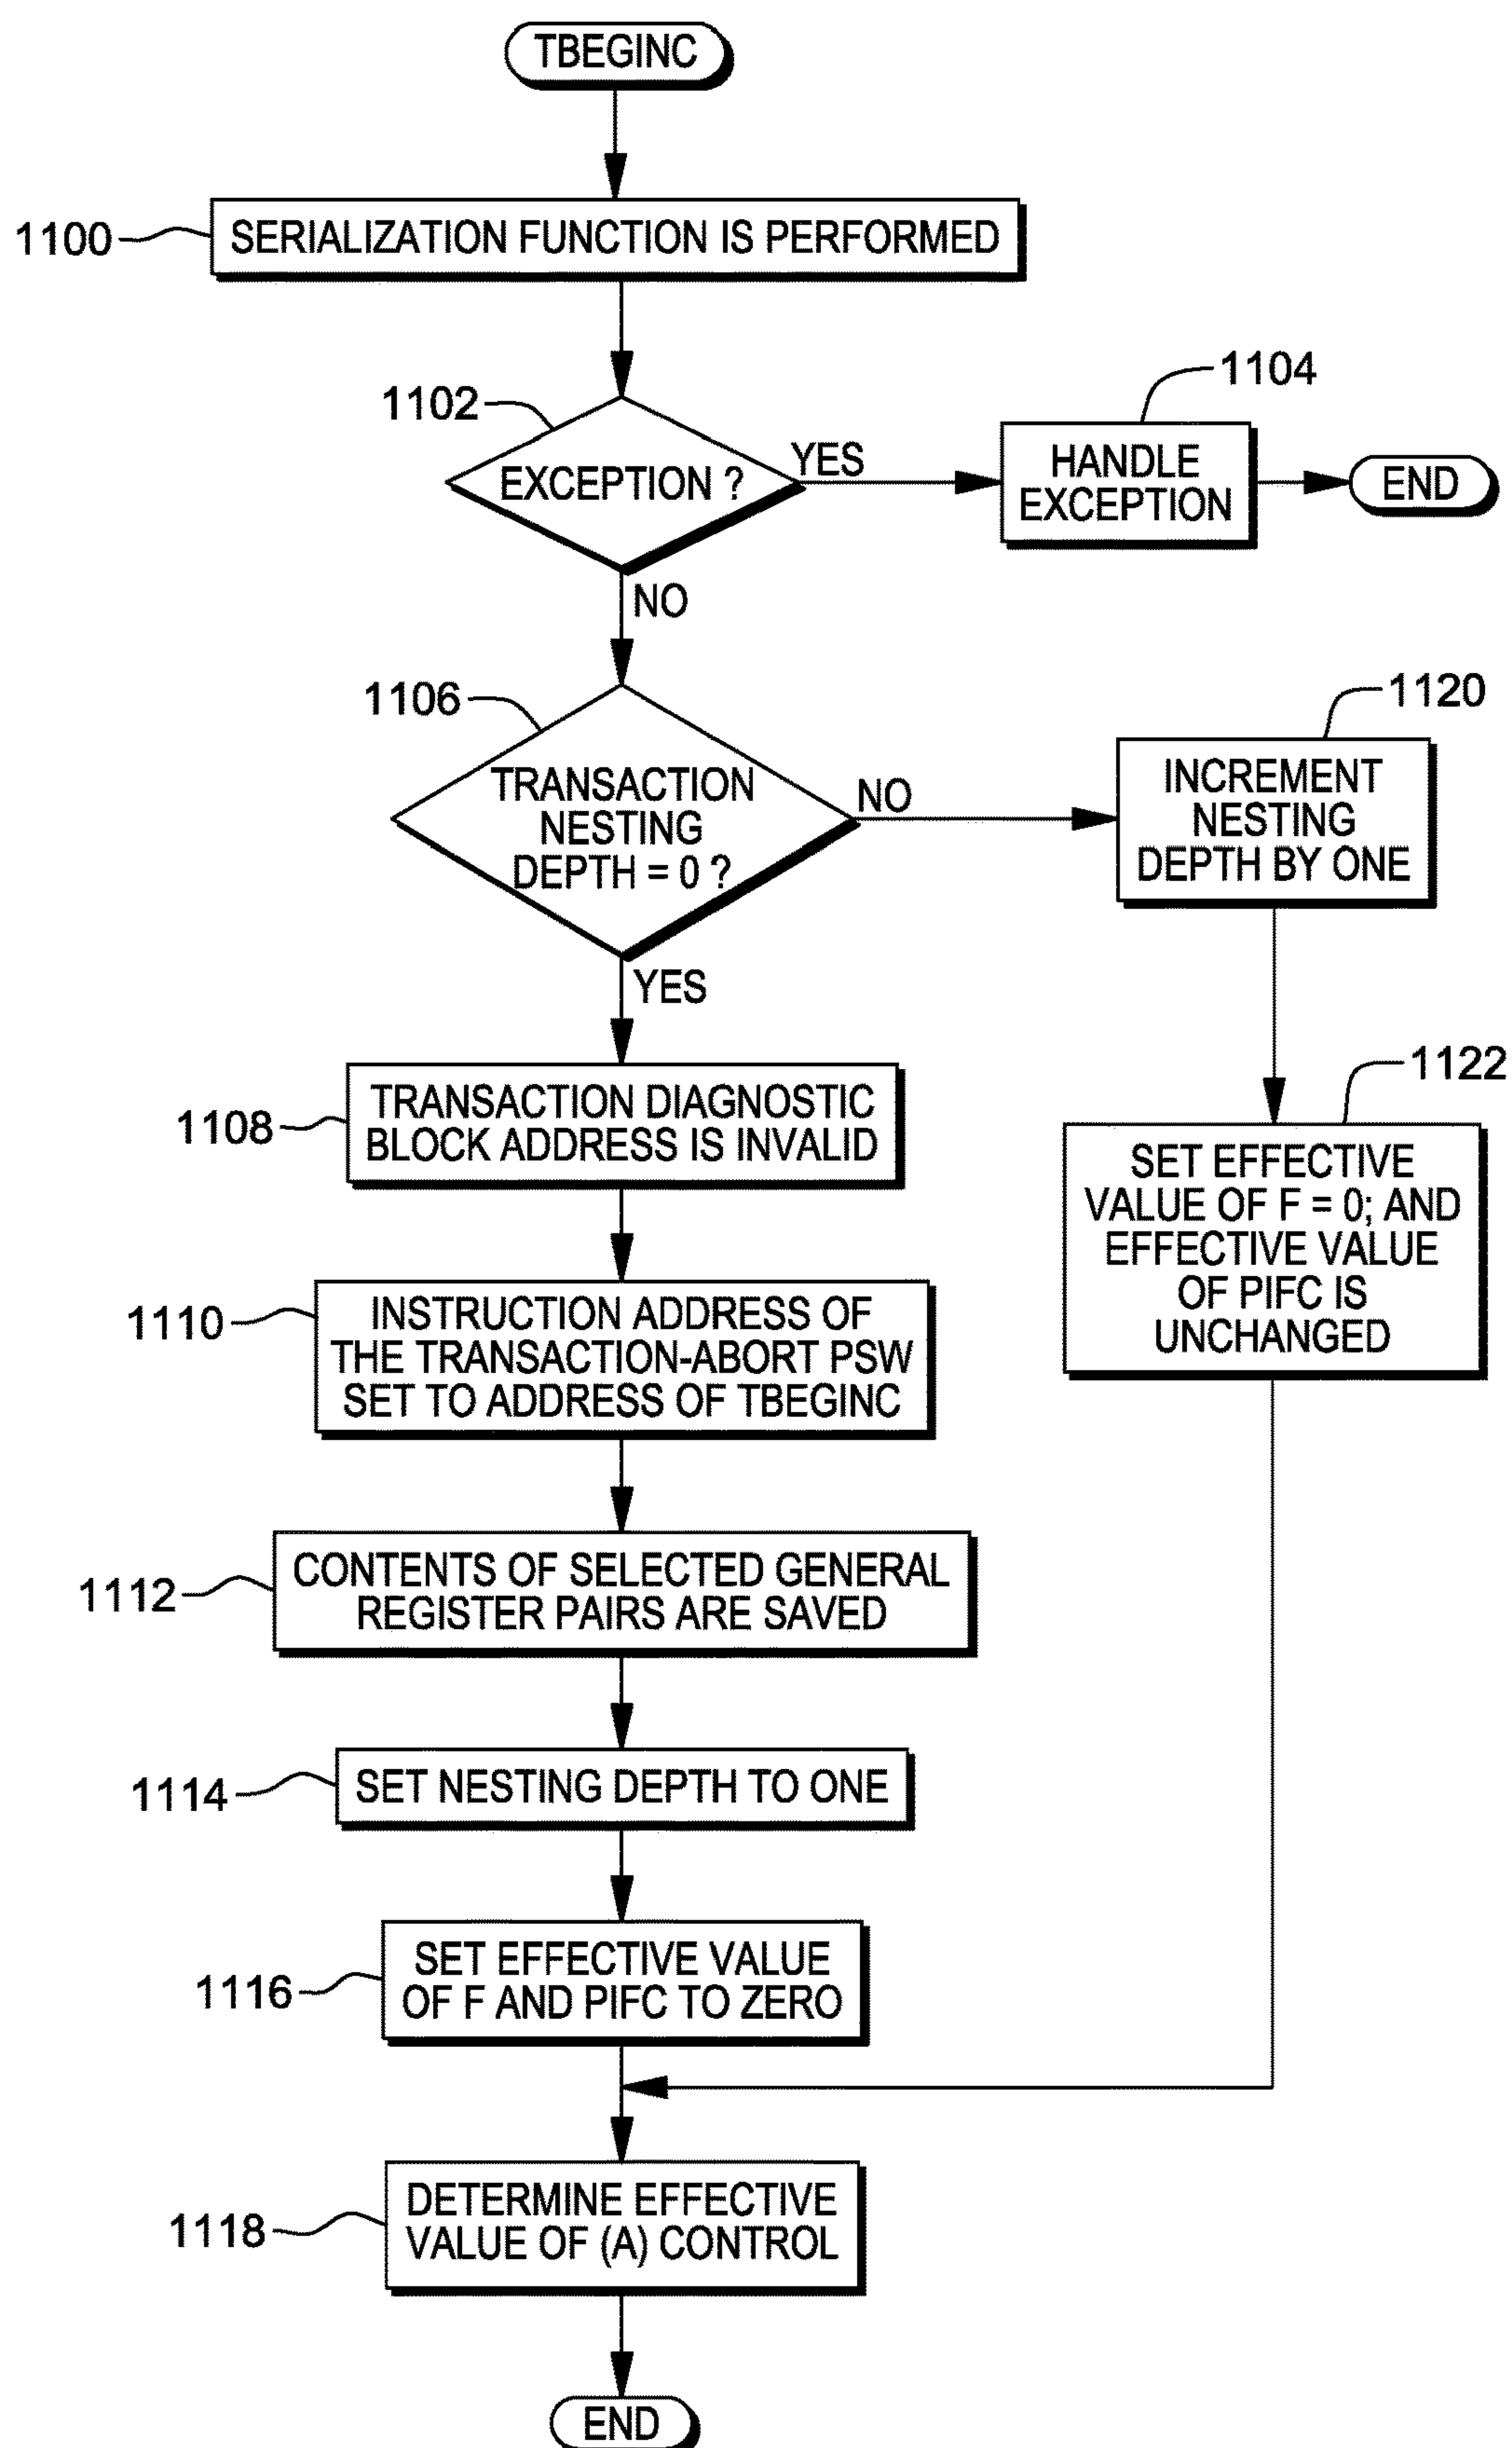 TBEGINC
1100
SERIALIZATION FUNCTION IS PERFORMED
1102
EXCEPTION ?
YES
1104
HANDLE
EXCEPTION
END
NO
1106
TRANSACTION
NESTING
DEPTH = 0 ?
NO
1120
INCREMENT
NESTING
DEPTH BY ONE
YES
1122
SET EFFECTIVE
VALUE OF F = 0; AND
EFFECTIVE VALUE
OF PIFC IS
UNCHANGED
1108
TRANSACTION DIAGNOSTIC
BLOCK ADDRESS IS INVALID
1110
INSTRUCTION ADDRESS OF
THE TRANSACTION-ABORT PSW
SET TO ADDRESS OF TBEGINC
1112
CONTENTS OF SELECTED GENERAL
REGISTER PAIRS ARE SAVED
1114
SET NESTING DEPTH TO ONE
1116
SET EFFECTIVE VALUE
OF F AND PIFC TO ZERO
1118
DETERMINE EFFECTIVE
VALUE OF (A) CONTROL
END